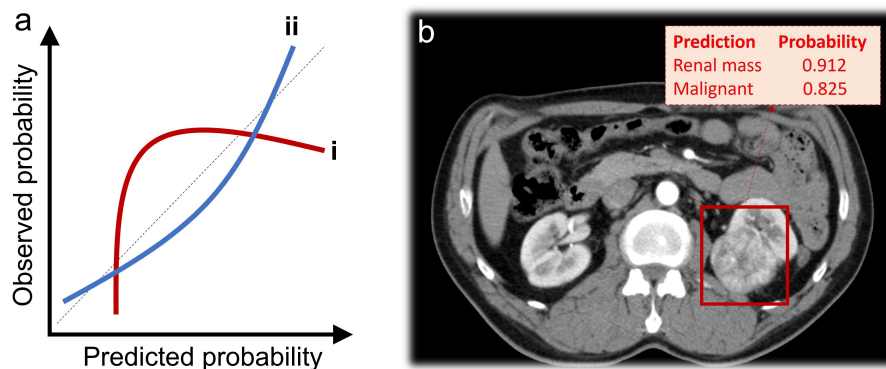 a
ii
i
Observed probability
Predicted probability
b
Prediction Probability
Renal mass 0.912
Malignant 0.825